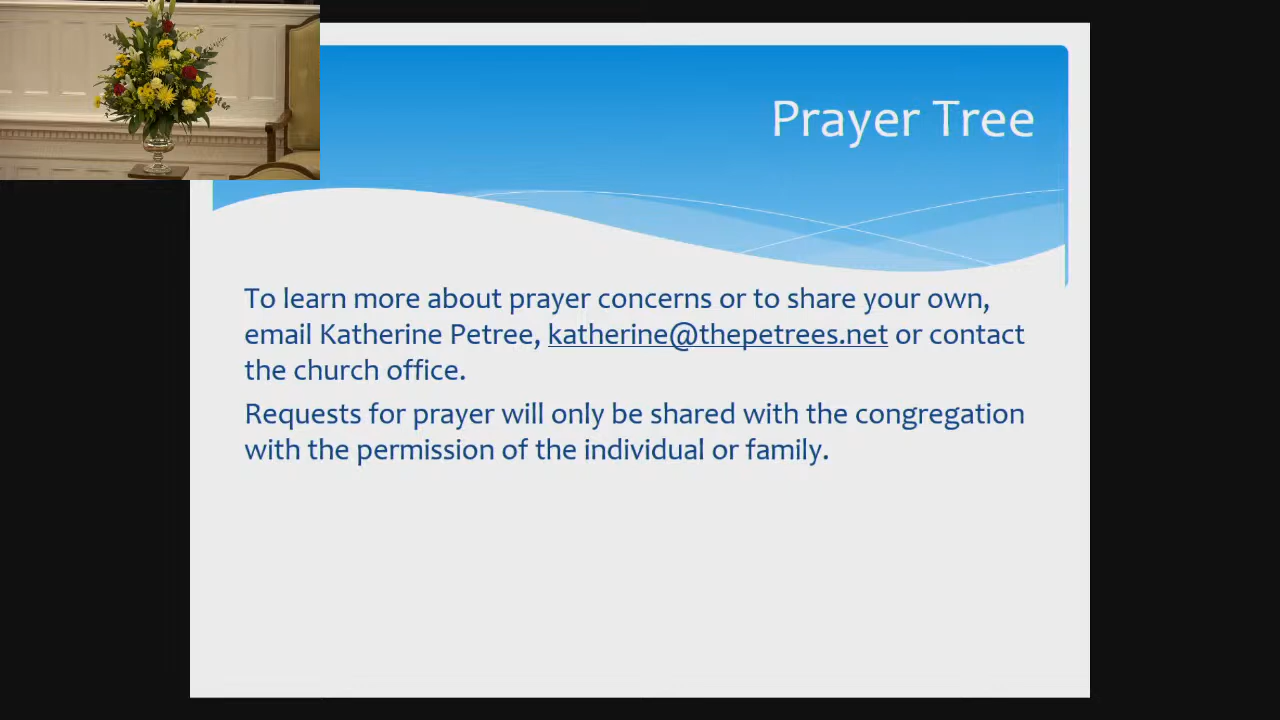 Prayer Tree
To learn more about prayer concerns or to share your own,
email Katherine Petree, katherine@thepetrees.net or contact
the church office.
Requests for prayer will only be shared with the congregation
with the permission of the individual or family.